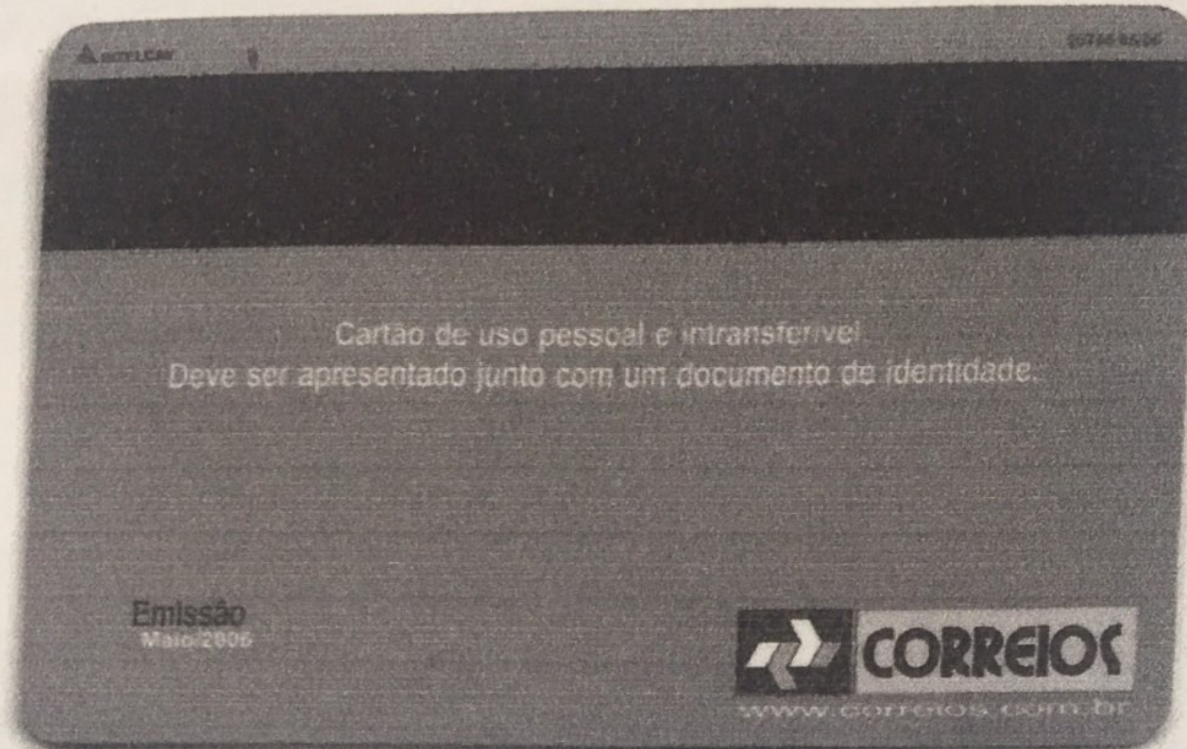 INTELCAV
Cartão de uso pessoal e intransferível
Deve ser apresentado junto com um documento de identidade.
Emissão
Maio/2006
CORREIOS
www.correios.com.br